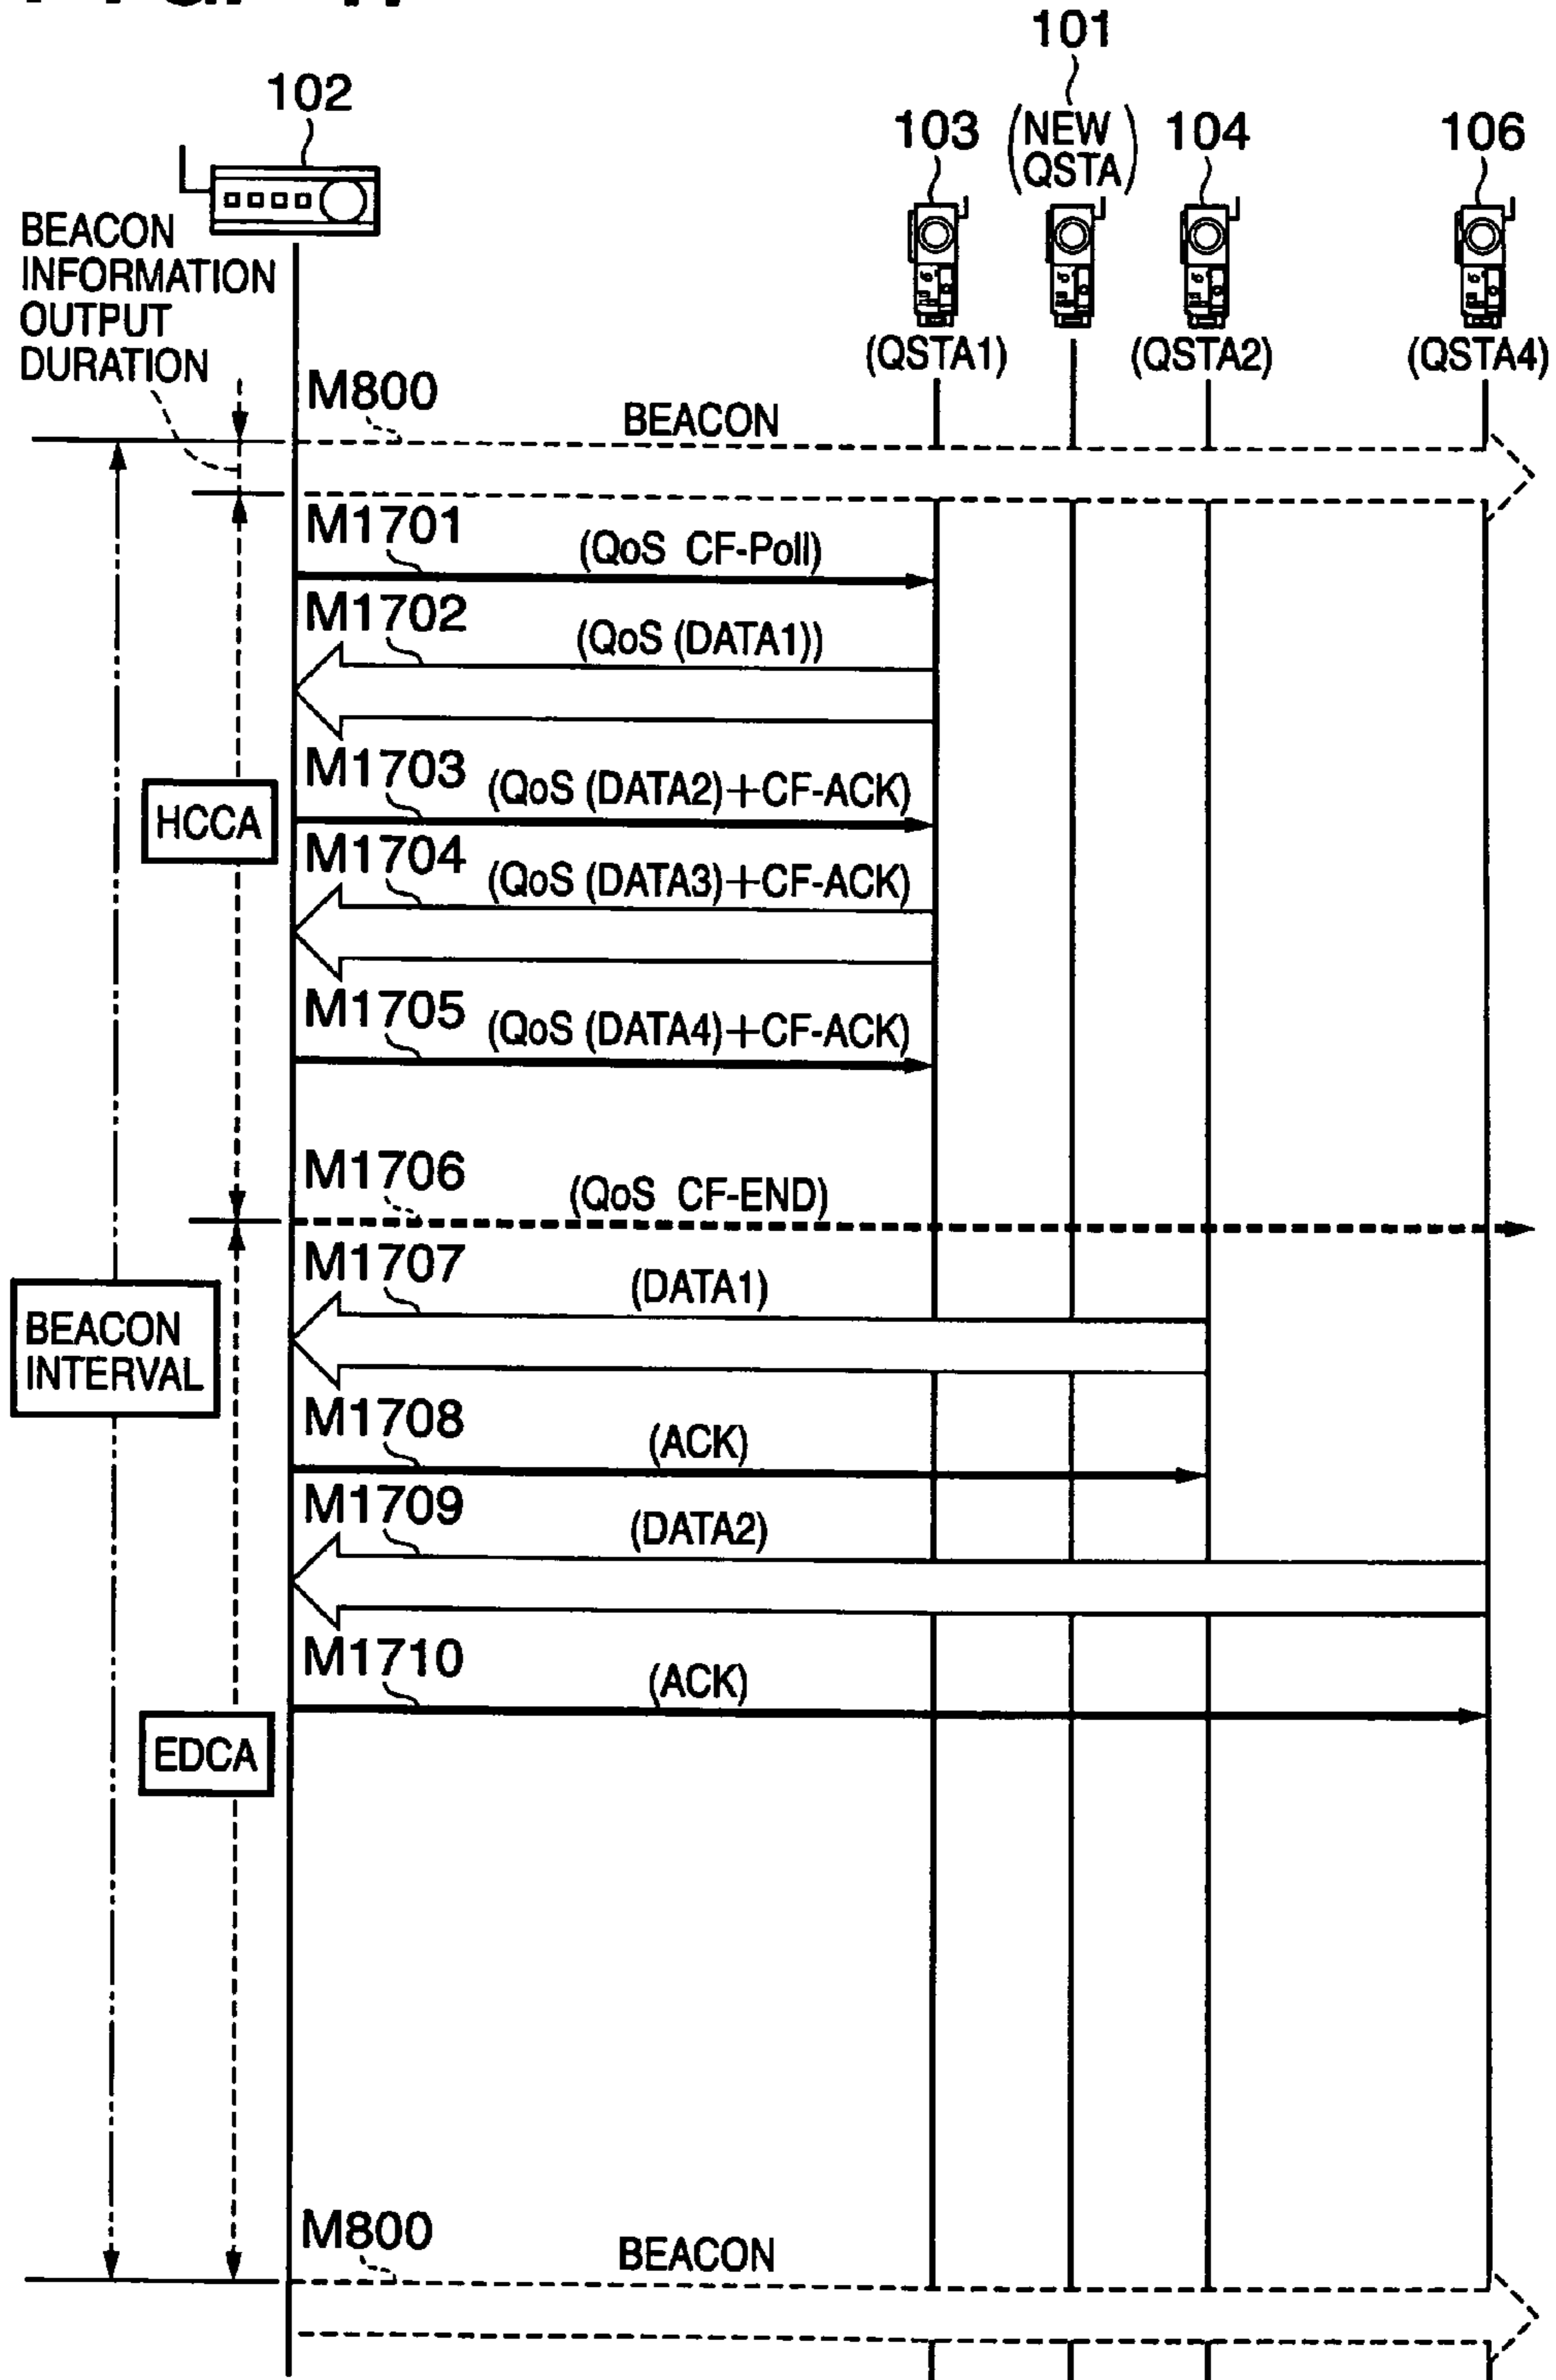 101
102
103
(NEW
QSTA)
104
106
BEACON
INFORMATION
OUTPUT
DURATION
(QSTA1)
(QSTA2)
(QSTA4)
M800
BEACON
M1701
(QoS CF-Poll)
M1702
(QoS (DATA1))
M1703
(QoS (DATA2)+CF-ACK)
HCCA
M1704
(QoS (DATA3)+CF-ACK)
M1705
(QoS (DATA4)+CF-ACK)
M1706
(QoS CF-END)
M1707
(DATA1)
BEACON
INTERVAL
M1708
(ACK)
M1709
(DATA2)
M1710
(ACK)
EDCA
M800
BEACON